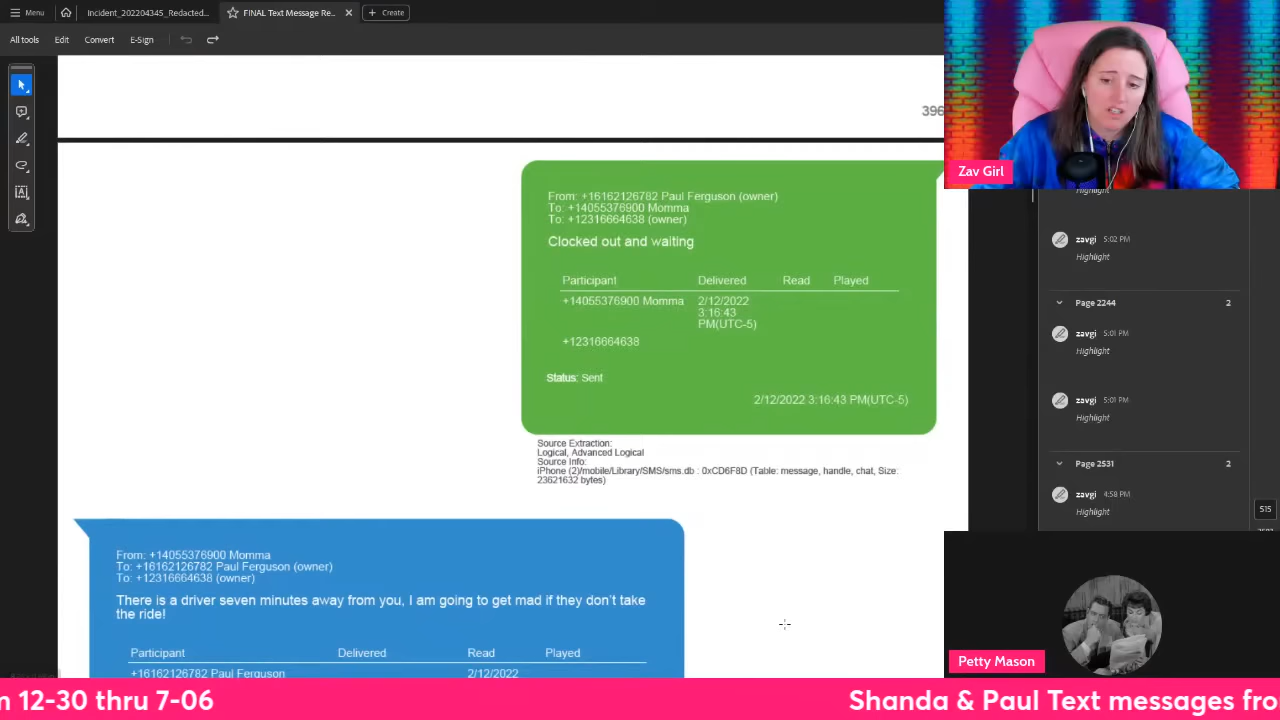 Menu
Incident_202204345_Redacted...
FINAL Text Message Re...
Create
All tools
Edit
Convert
E-Sign
396
From: +16162126782 Paul Ferguson (owner)
To: +14055376900 Momma
To: +12316664638 (owner)
Clocked out and waiting
Participant Delivered Read Played
+14055376900 Momma 2/12/2022
3:16:43
PM(UTC-5)
+12316664638
Status: Sent
2/12/2022 3:16:43 PM(UTC-5)
Source Extraction:
Logical, Advanced Logical
Source Info:
iPhone (2)/mobile/Library/SMS/sms.db : 0xCD6F8D (Table: message, handle, chat, Size:
23621632 bytes)
From: +14055376900 Momma
To: +16162126782 Paul Ferguson (owner)
To: +12316664638 (owner)
There is a driver seven minutes away from you, I am going to get mad if they don't take
the ride!
Participant Delivered Read Played
+16162126782 Paul Ferguson 2/12/2022
Zav Girl
Highlight
zavgi 5:02 PM
Highlight
Page 2244 2
zavgi 5:01 PM
Highlight
zavgi 5:01 PM
Highlight
Page 2531 2
zavgi 4:58 PM
Highlight
515
Petty Mason
m 12-30 thru 7-06
Shanda & Paul Text messages fro